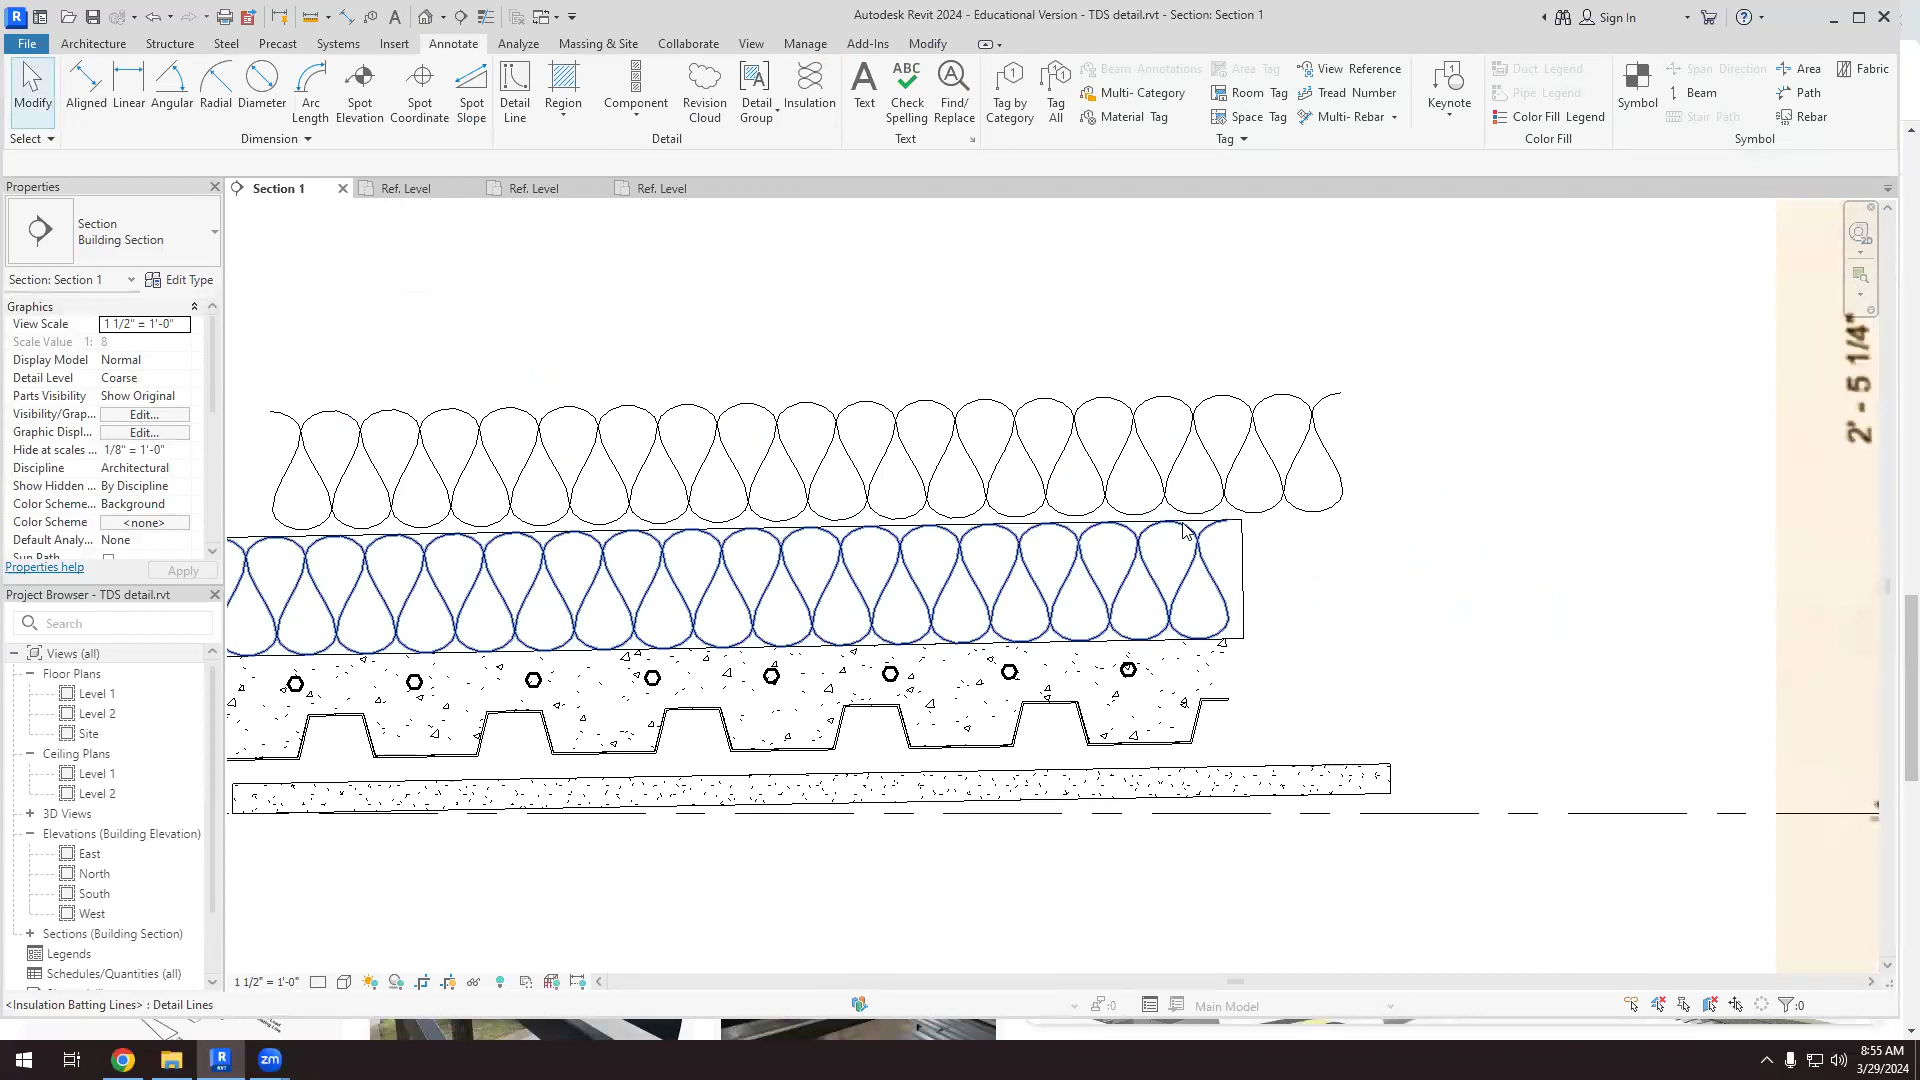 Autodesk Revit 2024 - Educational Version - TDS detail.rvt - Section: Section 1
Sign In
File
Architecture
Structure
Steel
Precast
Systems
Insert
Annotate
Analyze
Massing & Site
Collaborate
View
Manage
Add-Ins
Modify
Modify
Aligned
Linear
Angular
Radial
Diameter
Arc
Length
Spot
Elevation
Spot
Coordinate
Spot
Slope
Detail
Line
Region
Component
Revision
Cloud
Detail
Group
Insulation
Text
ABC
Check
Spelling
Find/
Replace
Tag by
Category
Tag
All
Beam Annotations
Multi- Category
Material Tag
Area Tag
Room Tag
Space Tag
View Reference
Tread Number
Multi- Rebar
Keynote
Duct Legend
Pipe Legend
Color Fill Legend
Symbol
Span Direction
Beam
Stair Path
Area
Path
Rebar
Fabric
Select
Dimension
Detail
Text
Tag
Color Fill
Symbol
Properties
Section 1
Ref. Level
Ref. Level
Ref. Level
Section
Building Section
Section: Section 1
Edit Type
Graphics
View Scale
1 1/2" = 1'-0"
Scale Value 1:
8
Display Model
Normal
Detail Level
Coarse
Parts Visibility
Show Original
Visibility/Grap...
Edit...
Graphic Displ...
Edit...
Hide at scales ...
1/8" = 1'-0"
Discipline
Architectural
Show Hidden ...
By Discipline
Color Scheme...
Background
Color Scheme
<none>
Default Analy...
None
Sun Path
Properties help
Apply
Project Browser - TDS detail.rvt
Search
Views (all)
Floor Plans
Level 1
Level 2
Site
Ceiling Plans
Level 1
Level 2
3D Views
Elevations (Building Elevation)
East
North
South
West
Sections (Building Section)
Legends
Schedules/Quantities (all)
2' - 5 1/4"
2D
1 1/2" = 1'-0"
<Insulation Batting Lines> : Detail Lines
:0
Main Model
:0
8:55 AM
3/29/2024
zm
R
RVT